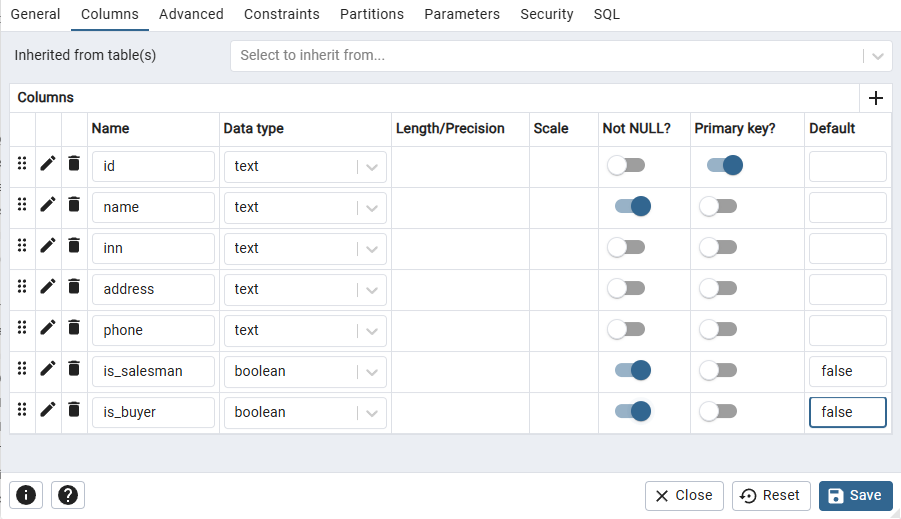 General Columns Advanced Constraints Partitions Parameters Security SQL
Inherited from table(s) Select to inherit from...
Columns
Name Data type Length/Precision Scale Not NULL? Primary key? Default
id text
name text
inn text
address text
phone text
is_salesman boolean false
is_buyer boolean false
Close Reset Save